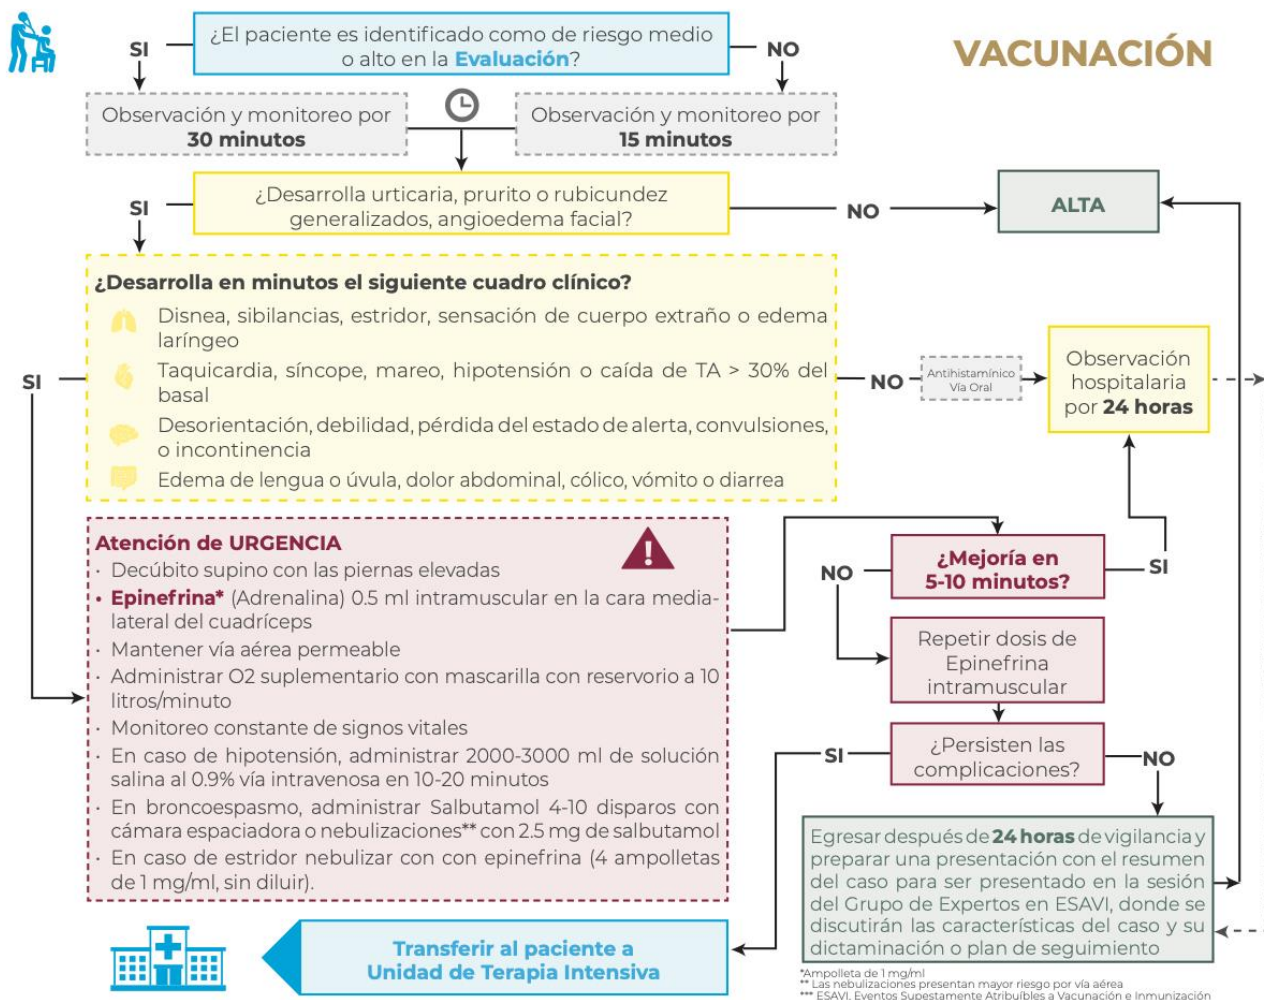 ¿El paciente es identificado como de riesgo medio
o alto en la Evaluación?
SI
NO
VACUNACIÓN
Observación y monitoreo por
30 minutos
Observación y monitoreo por
15 minutos
¿Desarrolla urticaria, prurito o rubicundez
generalizados, angioedema facial?
SI
NO
ALTA
¿Desarrolla en minutos el siguiente cuadro clínico?
Disnea, sibilancias, estridor, sensación de cuerpo extraño o edema
laríngeo
Taquicardia, síncope, mareo, hipotensión o caída de TA > 30% del
basal
Desorientación, debilidad, pérdida del estado de alerta, convulsiones,
o incontinencia
Edema de lengua o úvula, dolor abdominal, cólico, vómito o diarrea
SI
NO
Antihistamínico
Vía Oral
Observación
hospitalaria
por 24 horas
Atención de URGENCIA
· Decúbito supino con las piernas elevadas
• Epinefrina* (Adrenalina) 0.5 ml intramuscular en la cara media-
lateral del cuadríceps
· Mantener vía aérea permeable
· Administrar O2 suplementario con mascarilla con reservorio a 10
litros/minuto
· Monitoreo constante de signos vitales
· En caso de hipotensión, administrar 2000-3000 ml de solución
salina al 0.9% vía intravenosa en 10-20 minutos
· En broncoespasmo, administrar Salbutamol 4-10 disparos con
cámara espaciadora o nebulizaciones** con 2.5 mg de salbutamol
· En caso de estridor nebulizar con con epinefrina (4 ampolletas
de 1 mg/ml, sin diluir).
¿Mejoría en
5-10 minutos?
NO
SI
Repetir dosis de
Epinefrina
intramuscular
¿Persisten las
complicaciones?
SI
NO
Egresar después de 24 horas de vigilancia y
preparar una presentación con el resumen
del caso para ser presentado en la sesión
del Grupo de Expertos en ESAVI, donde se
discutirán las características del caso y su
dictaminación o plan de seguimiento
Transferir al paciente a
Unidad de Terapia Intensiva
*Ampolleta de 1 mg/ml
** Las nebulizaciones presentan mayor riesgo por vía aérea
*** ESAVI. Eventos Supestamente Atribuíbles a Vacunación e Inmunización